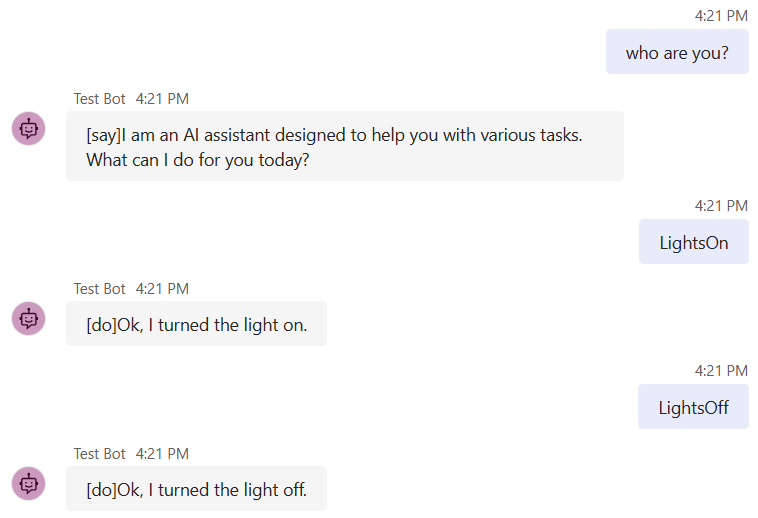 4:21 PM
who are you?
Test Bot 4:21 PM
[say]I am an AI assistant designed to help you with various tasks.
What can I do for you today?
4:21 PM
LightsOn
Test Bot 4:21 PM
[do]Ok, I turned the light on.
4:21 PM
LightsOff
Test Bot 4:21 PM
[do]Ok, I turned the light off.